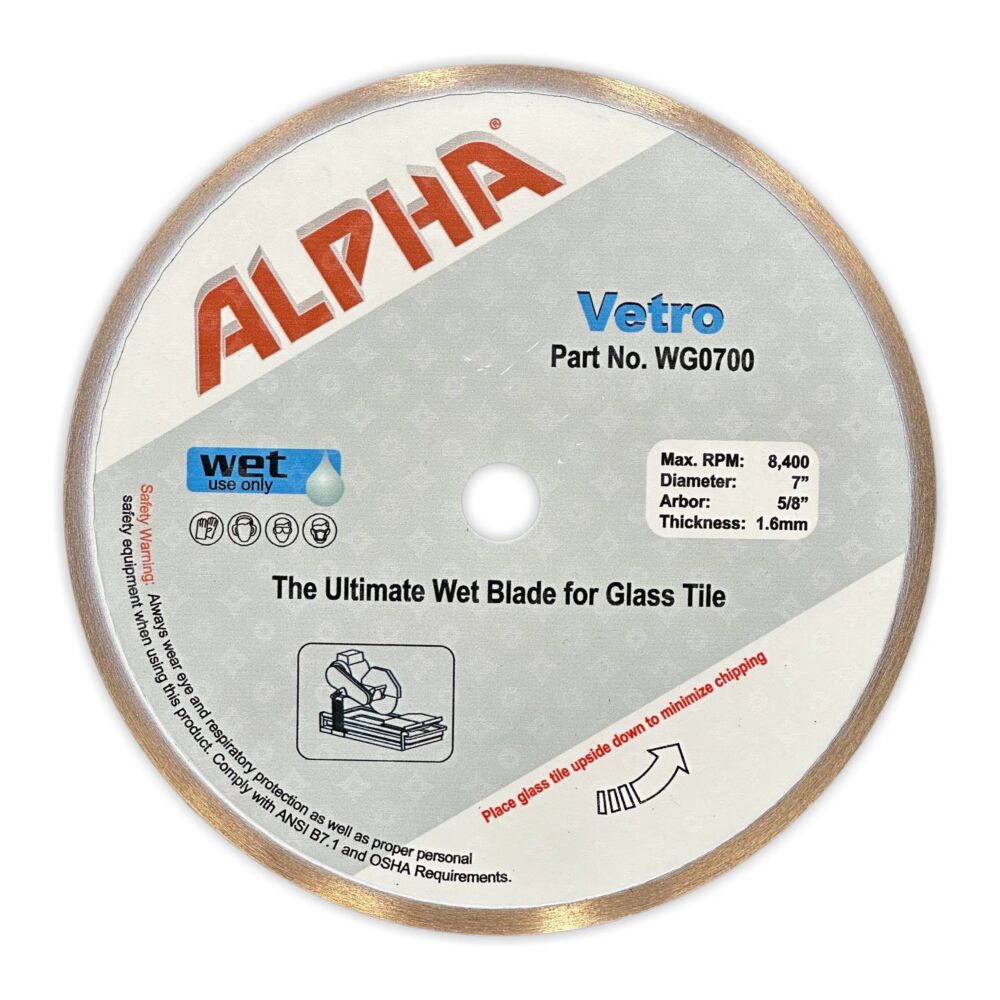 ALPHA®
Vetro
Part No. WG0700
wet
use only
Max. RPM: 8,400
Diameter: 7”
Arbor: 5/8”
Thickness: 1.6mm
The Ultimate Wet Blade for Glass Tile
Place glass tile upside down to minimize chipping
Safety Warning: Always wear eye and respiratory protection as well as proper personal
safety equipment when using this product. Comply with ANSI B7.1 and OSHA Requirements.